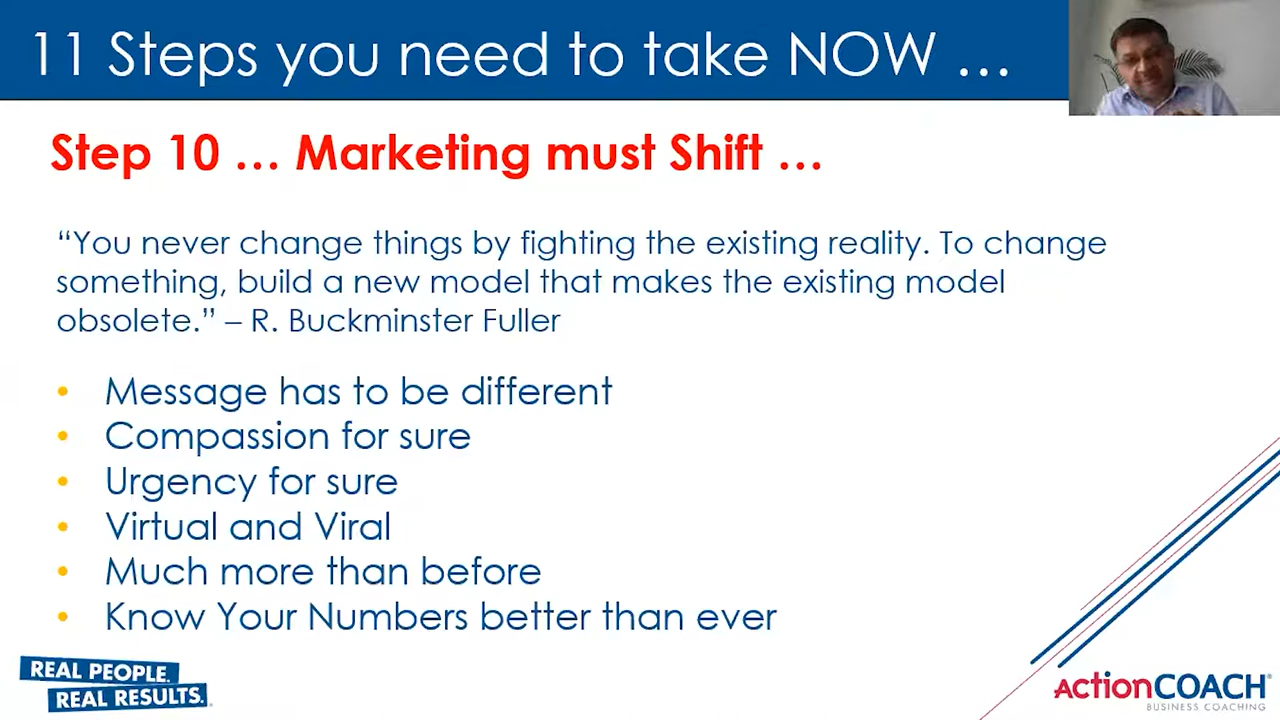 11 Steps you need to take NOW ...
Step 10 ... Marketing must Shift ...
“You never change things by fighting the existing reality. To change
something, build a new model that makes the existing model
obsolete.” – R. Buckminster Fuller
• Message has to be different
• Compassion for sure
• Urgency for sure
• Virtual and Viral
• Much more than before
• Know Your Numbers better than ever
REAL PEOPLE.
REAL RESULTS.
ActionCOACH®
BUSINESS COACHING